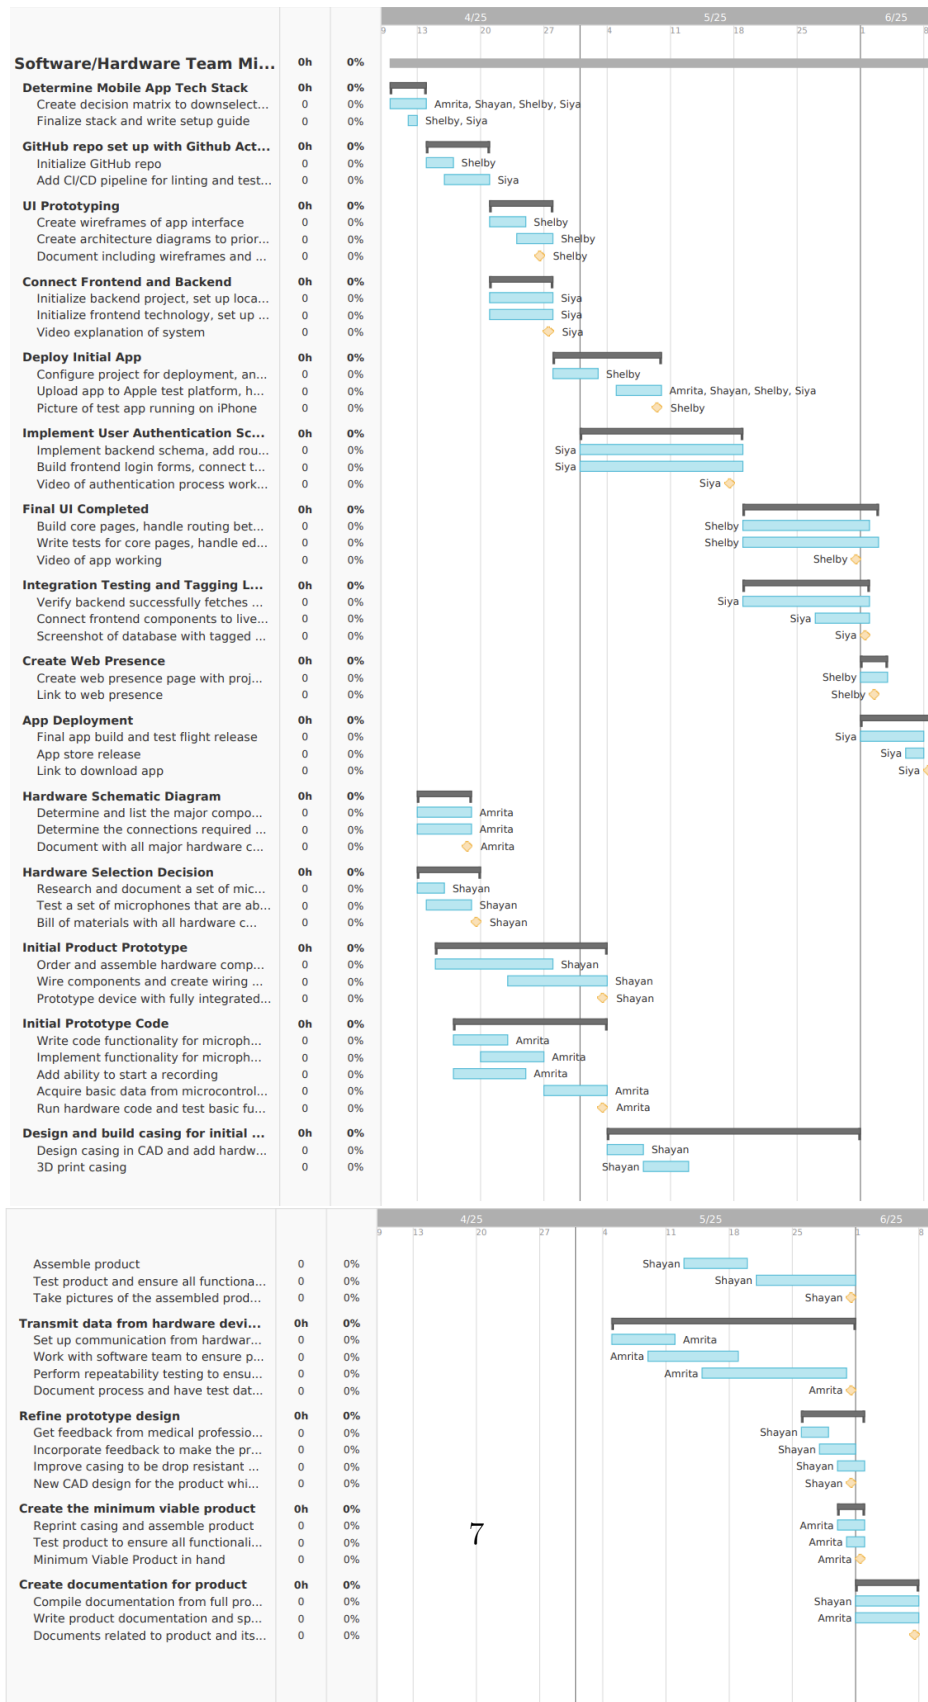 4/25 5/25 6/25
9 13 20 27 4 11 18 25 1 8
Software/Hardware Team Mi... 0h 0%
Determine Mobile App Tech Stack 0h 0%
Create decision matrix to downselect... 0 0% Amrita, Shayan, Shelby, Siya
Finalize stack and write setup guide 0 0% Shelby, Siya
GitHub repo set up with Github Act... 0h 0%
Initialize GitHub repo 0 0% Shelby
Add CI/CD pipeline for linting and test... 0 0% Siya
UI Prototyping 0h 0%
Create wireframes of app interface 0 0% Shelby
Create architecture diagrams to prior... 0 0% Shelby
Document including wireframes and ... 0 0% Shelby
Connect Frontend and Backend 0h 0%
Initialize backend project, set up loca... 0 0% Siya
Initialize frontend technology, set up ... 0 0% Siya
Video explanation of system 0 0% Siya
Deploy Initial App 0h 0%
Configure project for deployment, an... 0 0% Shelby
Upload app to Apple test platform, h... 0 0% Amrita, Shayan, Shelby, Siya
Picture of test app running on iPhone 0 0% Shelby
Implement User Authentication Sc... 0h 0%
Implement backend schema, add rou... 0 0% Siya
Build frontend login forms, connect t... 0 0% Siya
Video of authentication process work... 0 0% Siya
Final UI Completed 0h 0%
Build core pages, handle routing bet... 0 0% Shelby
Write tests for core pages, handle ed... 0 0% Shelby
Video of app working 0 0% Shelby
Integration Testing and Tagging L... 0h 0%
Verify backend successfully fetches ... 0 0% Siya
Connect frontend components to live... 0 0% Siya
Screenshot of database with tagged ... 0 0% Siya
Create Web Presence 0h 0%
Create web presence page with proj... 0 0% Shelby
Link to web presence 0 0% Shelby
App Deployment 0h 0%
Final app build and test flight release 0 0% Siya
App store release 0 0% Siya
Link to download app 0 0% Siya
Hardware Schematic Diagram 0h 0%
Determine and list the major compo... 0 0% Amrita
Determine the connections required ... 0 0% Amrita
Document with all major hardware c... 0 0% Amrita
Hardware Selection Decision 0h 0%
Research and document a set of mic... 0 0% Shayan
Test a set of microphones that are ab... 0 0% Shayan
Bill of materials with all hardware c... 0 0% Shayan
Initial Product Prototype 0h 0%
Order and assemble hardware comp... 0 0% Shayan
Wire components and create wiring ... 0 0% Shayan
Prototype device with fully integrated... 0 0% Shayan
Initial Prototype Code 0h 0%
Write code functionality for microph... 0 0% Amrita
Implement functionality for microph... 0 0% Amrita
Add ability to start a recording 0 0% Amrita
Acquire basic data from microcontrol... 0 0% Amrita
Run hardware code and test basic fu... 0 0% Amrita
Design and build casing for initial ... 0h 0%
Design casing in CAD and add hardw... 0 0% Shayan
3D print casing 0 0% Shayan
4/25 5/25 6/25
9 13 20 27 4 11 18 25 1 8
Assemble product 0 0% Shayan
Test product and ensure all functiona... 0 0% Shayan
Take pictures of the assembled prod... 0 0% Shayan
Transmit data from hardware devi... 0h 0%
Set up communication from hardwar... 0 0% Amrita
Work with software team to ensure p... 0 0% Amrita
Perform repeatability testing to ensu... 0 0% Amrita
Document process and have test dat... 0 0% Amrita
Refine prototype design 0h 0%
Get feedback from medical professio... 0 0% Shayan
Incorporate feedback to make the pr... 0 0% Shayan
Improve casing to be drop resistant ... 0 0% Shayan
New CAD design for the product whi... 0 0% Shayan
Create the minimum viable product 0h 0%
Reprint casing and assemble product 0 0% Amrita
Test product to ensure all functionali... 0 0% Amrita
Minimum Viable Product in hand 0 0% Amrita
7
Create documentation for product 0h 0%
Compile documentation from full pro... 0 0% Shayan
Write product documentation and sp... 0 0% Amrita
Documents related to product and its... 0 0%